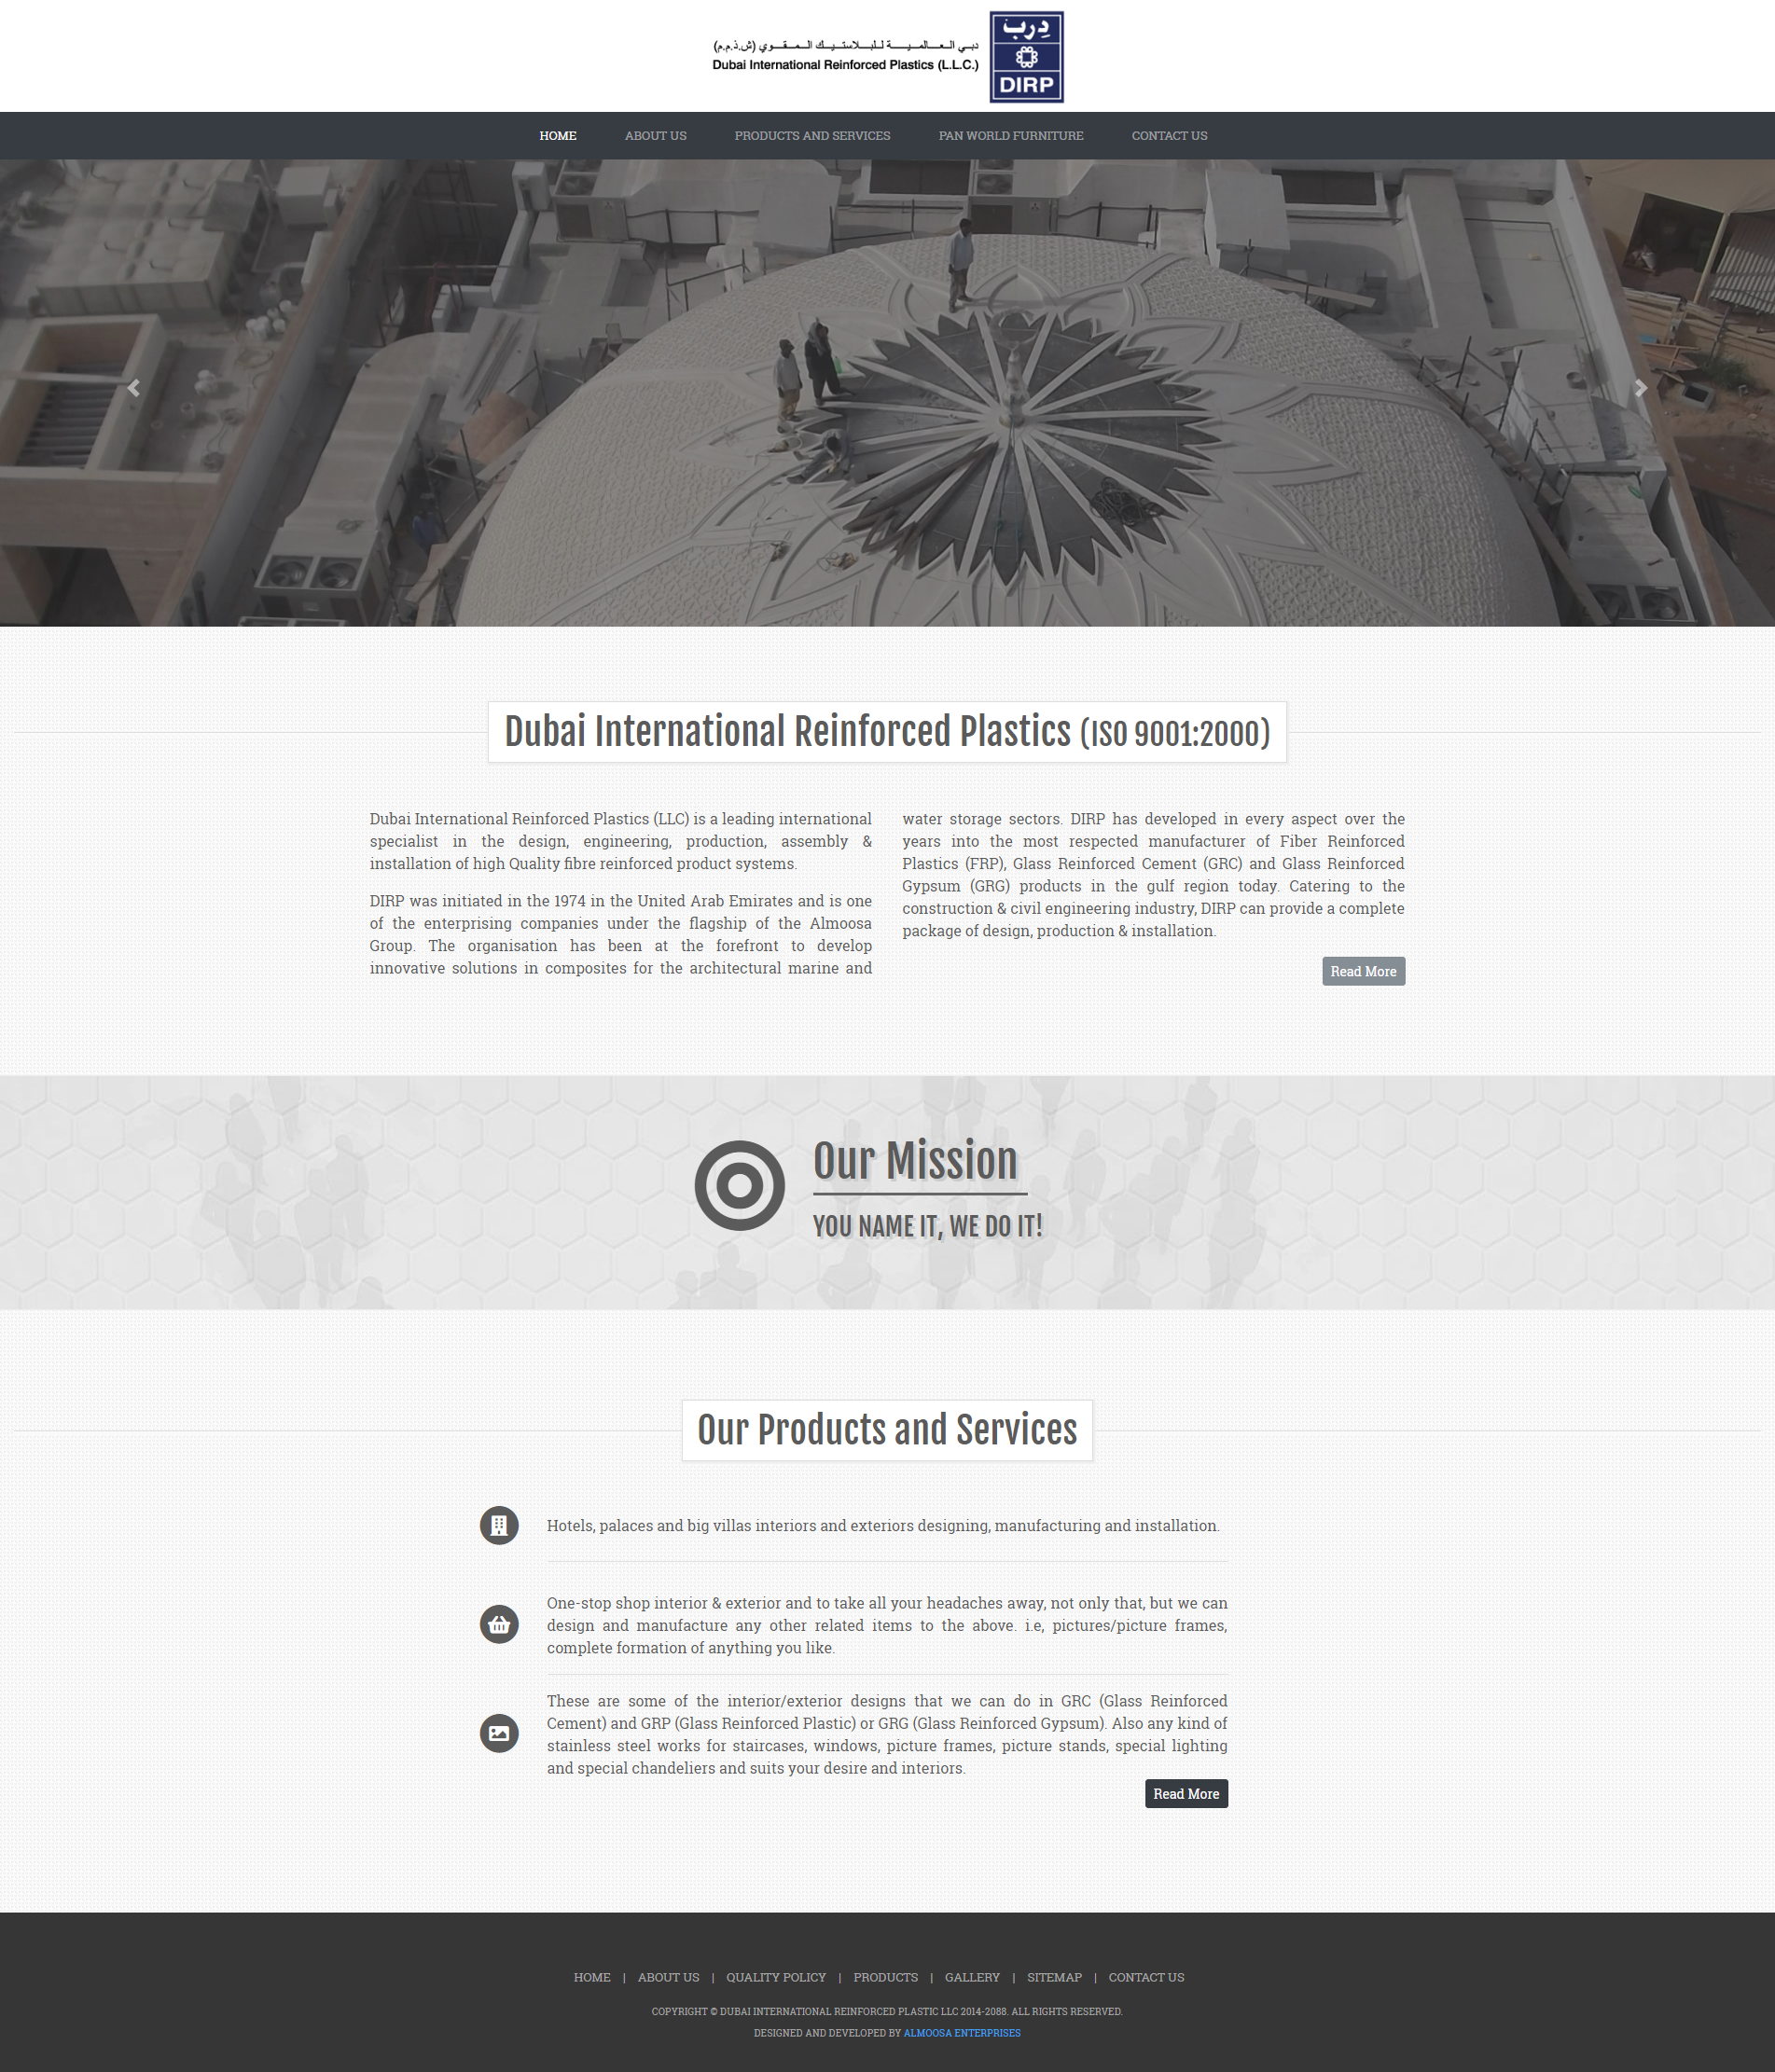 دبـي الـعــالـمـيــــة لـلـبــلاستـيــك الــمـقــوي (ش.ذ.م.م)
Dubai International Reinforced Plastics (L.L.C.)
دِرب
DIRP
HOME ABOUT US PRODUCTS AND SERVICES PAN WORLD FURNITURE CONTACT US
Dubai International Reinforced Plastics (ISO 9001:2000)
Dubai International Reinforced Plastics (LLC) is a leading international
specialist in the design, engineering, production, assembly &
installation of high Quality fibre reinforced product systems.
DIRP was initiated in the 1974 in the United Arab Emirates and is one
of the enterprising companies under the flagship of the Almoosa
Group. The organisation has been at the forefront to develop
innovative solutions in composites for the architectural marine and
water storage sectors. DIRP has developed in every aspect over the
years into the most respected manufacturer of Fiber Reinforced
Plastics (FRP), Glass Reinforced Cement (GRC) and Glass Reinforced
Gypsum (GRG) products in the gulf region today. Catering to the
construction & civil engineering industry, DIRP can provide a complete
package of design, production & installation.
Read More
Our Mission
YOU NAME IT, WE DO IT!
Our Products and Services
Hotels, palaces and big villas interiors and exteriors designing, manufacturing and installation.
One-stop shop interior & exterior and to take all your headaches away, not only that, but we can
design and manufacture any other related items to the above. i.e, pictures/picture frames,
complete formation of anything you like.
These are some of the interior/exterior designs that we can do in GRC (Glass Reinforced
Cement) and GRP (Glass Reinforced Plastic) or GRG (Glass Reinforced Gypsum). Also any kind of
stainless steel works for staircases, windows, picture frames, picture stands, special lighting
and special chandeliers and suits your desire and interiors.
Read More
HOME | ABOUT US | QUALITY POLICY | PRODUCTS | GALLERY | SITEMAP | CONTACT US
COPYRIGHT © DUBAI INTERNATIONAL REINFORCED PLASTIC LLC 2014-2088. ALL RIGHTS RESERVED.
DESIGNED AND DEVELOPED BY ALMOOSA ENTERPRISES